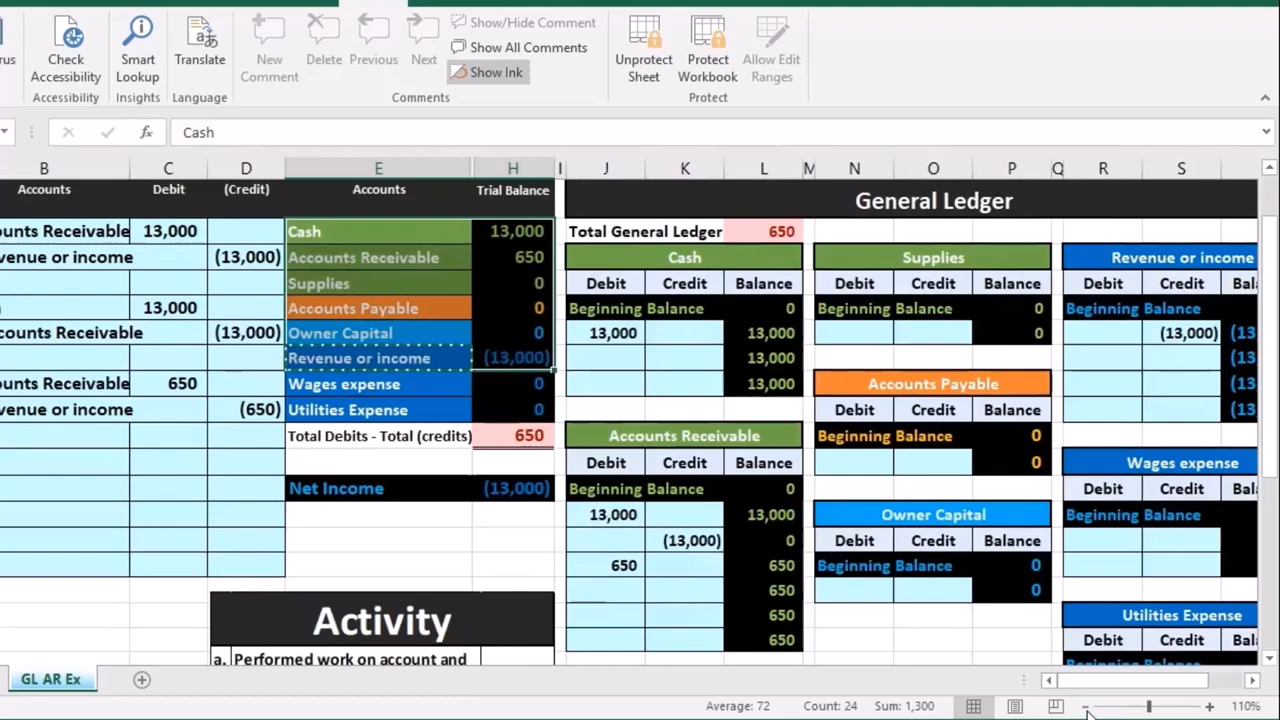 rus
Check Accessibility
Smart Lookup
Translate
New Comment
Delete
Previous
Next
Show/Hide Comment
Show All Comments
Show Ink
Unprotect Sheet
Protect Workbook
Allow Edit Ranges
Accessibility
Insights
Language
Comments
Protect
fx
Cash
B C D E H I J K L M N O P Q R S
Accounts Debit (Credit) Accounts Trial Balance
General Ledger
ounts Receivable 13,000
venue or income (13,000)
13,000
ccounts Receivable (13,000)
ounts Receivable 650
venue or income (650)
Cash 13,000
Accounts Receivable 650
Supplies 0
Accounts Payable 0
Owner Capital 0
Revenue or income (13,000)
Wages expense 0
Utilities Expense 0
Total Debits - Total (credits) 650
Net Income (13,000)
Total General Ledger 650
Cash
Debit Credit Balance
Beginning Balance 0
13,000 13,000
13,000
13,000
Accounts Receivable
Debit Credit Balance
Beginning Balance 0
13,000 13,000
(13,000) 0
650 650
650
650
650
Supplies
Debit Credit Balance
Beginning Balance 0
0
Accounts Payable
Debit Credit Balance
Beginning Balance 0
0
Owner Capital
Debit Credit Balance
Beginning Balance 0
0
Revenue or income
Debit Credit Bala
Beginning Balance
(13,000) (13
(13
(13
Wages expense
Debit Credit Bala
Beginning Balance
Utilities Expense
Debit Credit Bala
Activity
a. Performed work on account and
GL AR Ex
Average: 72 Count: 24 Sum: 1,300 110%